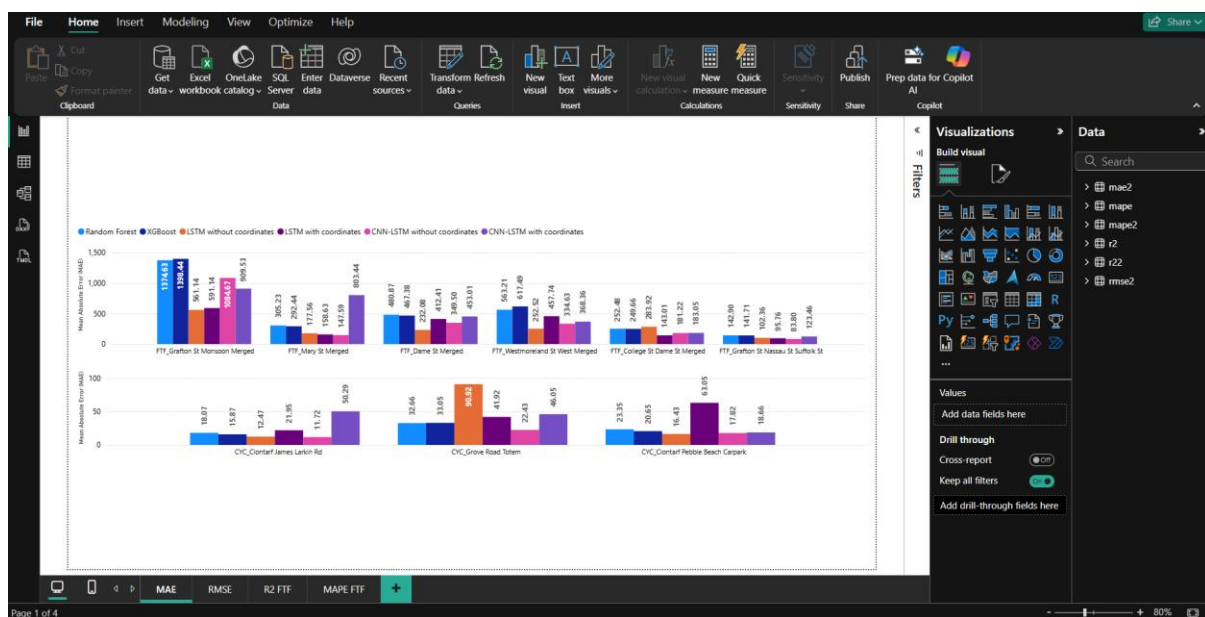 File Home Insert Modeling View Optimize Help Share
Cut
Copy
Format painter
Paste
Clipboard
Get data
Excel workbook
OneLake catalog
SQL Server
Enter data
Dataverse
Recent sources
Data
Transform data
Refresh
Queries
New visual
Text box
More visuals
Insert
New visual calculation
New measure
Quick measure
Calculations
Sensitivity
Sensitivity
Publish
Share
Prep data for AI
Copilot
Copilot
Random Forest XGBoost LSTM without coordinates LSTM with coordinates CNN-LSTM without coordinates CNN-LSTM with coordinates
Mean Absolute Error (MAE)
1,500
1,000
500
0
1374.63 1398.44 561.14 591.14 1084.67 909.53
305.23 292.44 177.56 158.63 147.59 803.44
480.87 467.38 232.08 412.41 349.50 453.01
563.21 617.49 252.52 457.74 334.63 368.36
252.48 249.66 283.92 143.01 181.22 183.05
142.90 141.71 102.36 95.76 83.80 123.46
FTF_Grafton St Monsoon Merged FTF_Mary St Merged FTF_Dame St Merged FTF_Westmoreland St West Merged FTF_College St Dame St Merged FTF_Grafton St Nassau St Suffolk St
Mean Absolute Error (MAE)
100
50
0
18.07 15.87 12.47 21.95 11.72 50.29
32.66 33.05 90.92 41.92 22.43 46.05
23.35 20.65 16.43 63.05 17.82 18.66
CYC_Clontarf James Larkin Rd CYC_Grove Road Totem CYC_Clontarf Pebble Beach Carpark
Filters
Visualizations
Build visual
R
Py
Values
Add data fields here
Drill through
Cross-report Off
Keep all filters On
Add drill-through fields here
Data
Search
mae2
mape
mape2
r2
r22
rmse2
MAE RMSE R2 FTF MAPE FTF
Page 1 of 4
80%